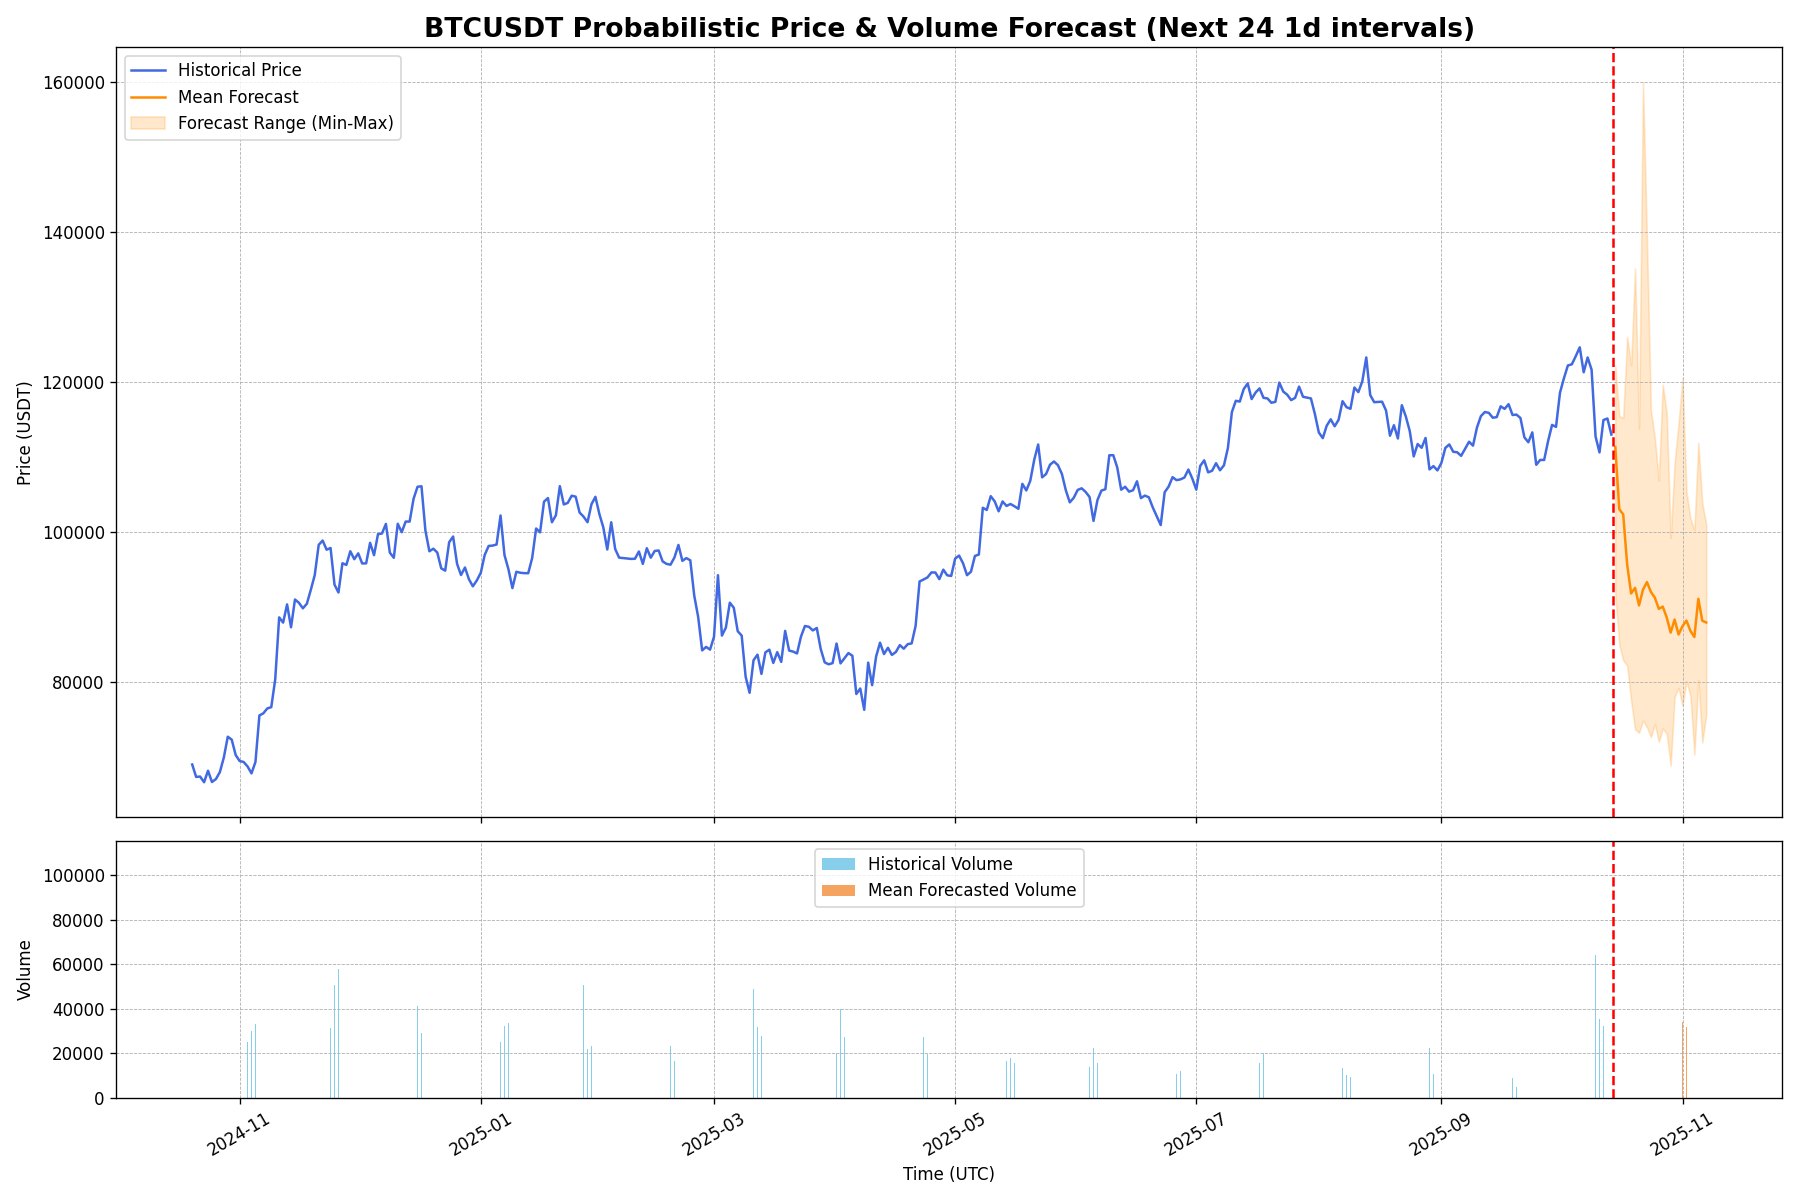 BTCUSDT Probabilistic Price & Volume Forecast (Next 24 1d intervals)
Historical Price
Mean Forecast
Forecast Range (Min-Max)
Price (USDT)
160000
140000
120000
100000
80000
Historical Volume
Mean Forecasted Volume
Volume
100000
80000
60000
40000
20000
0
2024-11
2025-01
2025-03
2025-05
2025-07
2025-09
2025-11
Time (UTC)